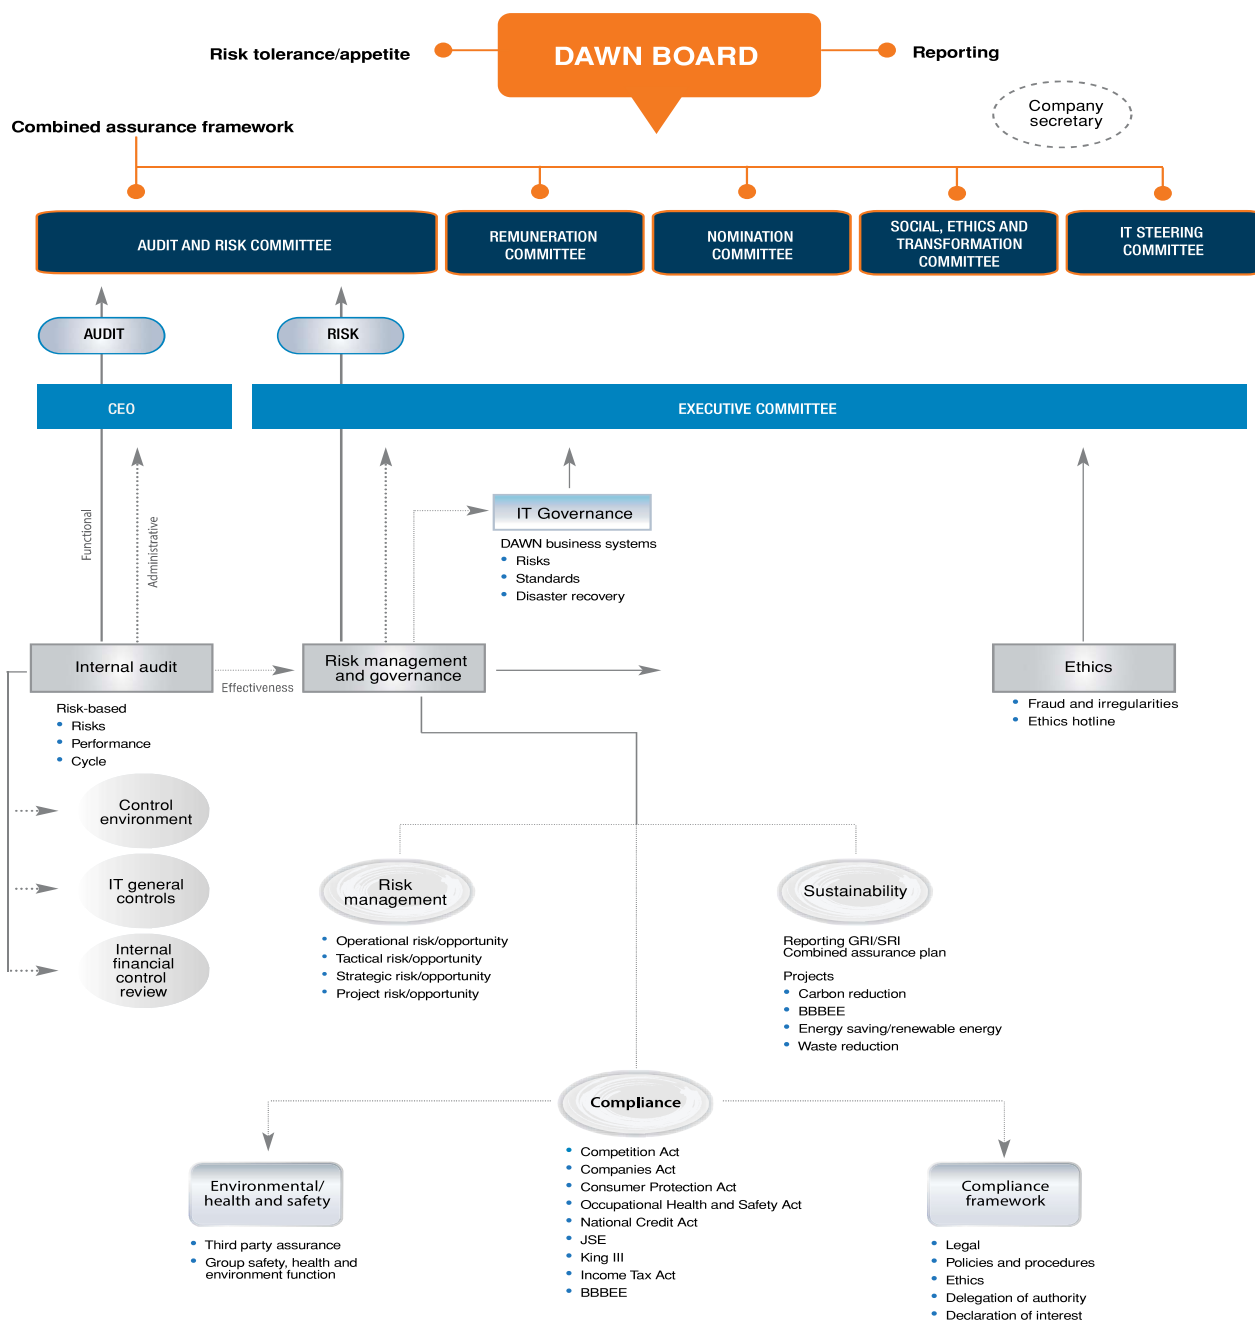 Risk tolerance/appetite
DAWN BOARD
Reporting
Company
secretary
Combined assurance framework
AUDIT AND RISK COMMITTEE
REMUNERATION
COMMITTEE
NOMINATION
COMMITTEE
SOCIAL, ETHICS AND
TRANSFORMATION
COMMITTEE
IT STEERING
COMMITTEE
AUDIT
RISK
CEO
EXECUTIVE COMMITTEE
Functional
Administrative
IT Governance
DAWN business systems
• Risks
• Standards
• Disaster recovery
Internal audit
Effectiveness
Risk management
and governance
Ethics
• Fraud and irregularities
• Ethics hotline
Risk-based
• Risks
• Performance
• Cycle
Control
environment
IT general
controls
Internal
financial
control
review
Risk
management
• Operational risk/opportunity
• Tactical risk/opportunity
• Strategic risk/opportunity
• Project risk/opportunity
Sustainability
Reporting GRI/SRI
Combined assurance plan
Projects
• Carbon reduction
• BBBEE
• Energy saving/renewable energy
• Waste reduction
Compliance
• Competition Act
• Companies Act
• Consumer Protection Act
• Occupational Health and Safety Act
• National Credit Act
• JSE
• King III
• Income Tax Act
• BBBEE
Environmental/
health and safety
• Third party assurance
• Group safety, health and
environment function
Compliance
framework
• Legal
• Policies and procedures
• Ethics
• Delegation of authority
• Declaration of interest